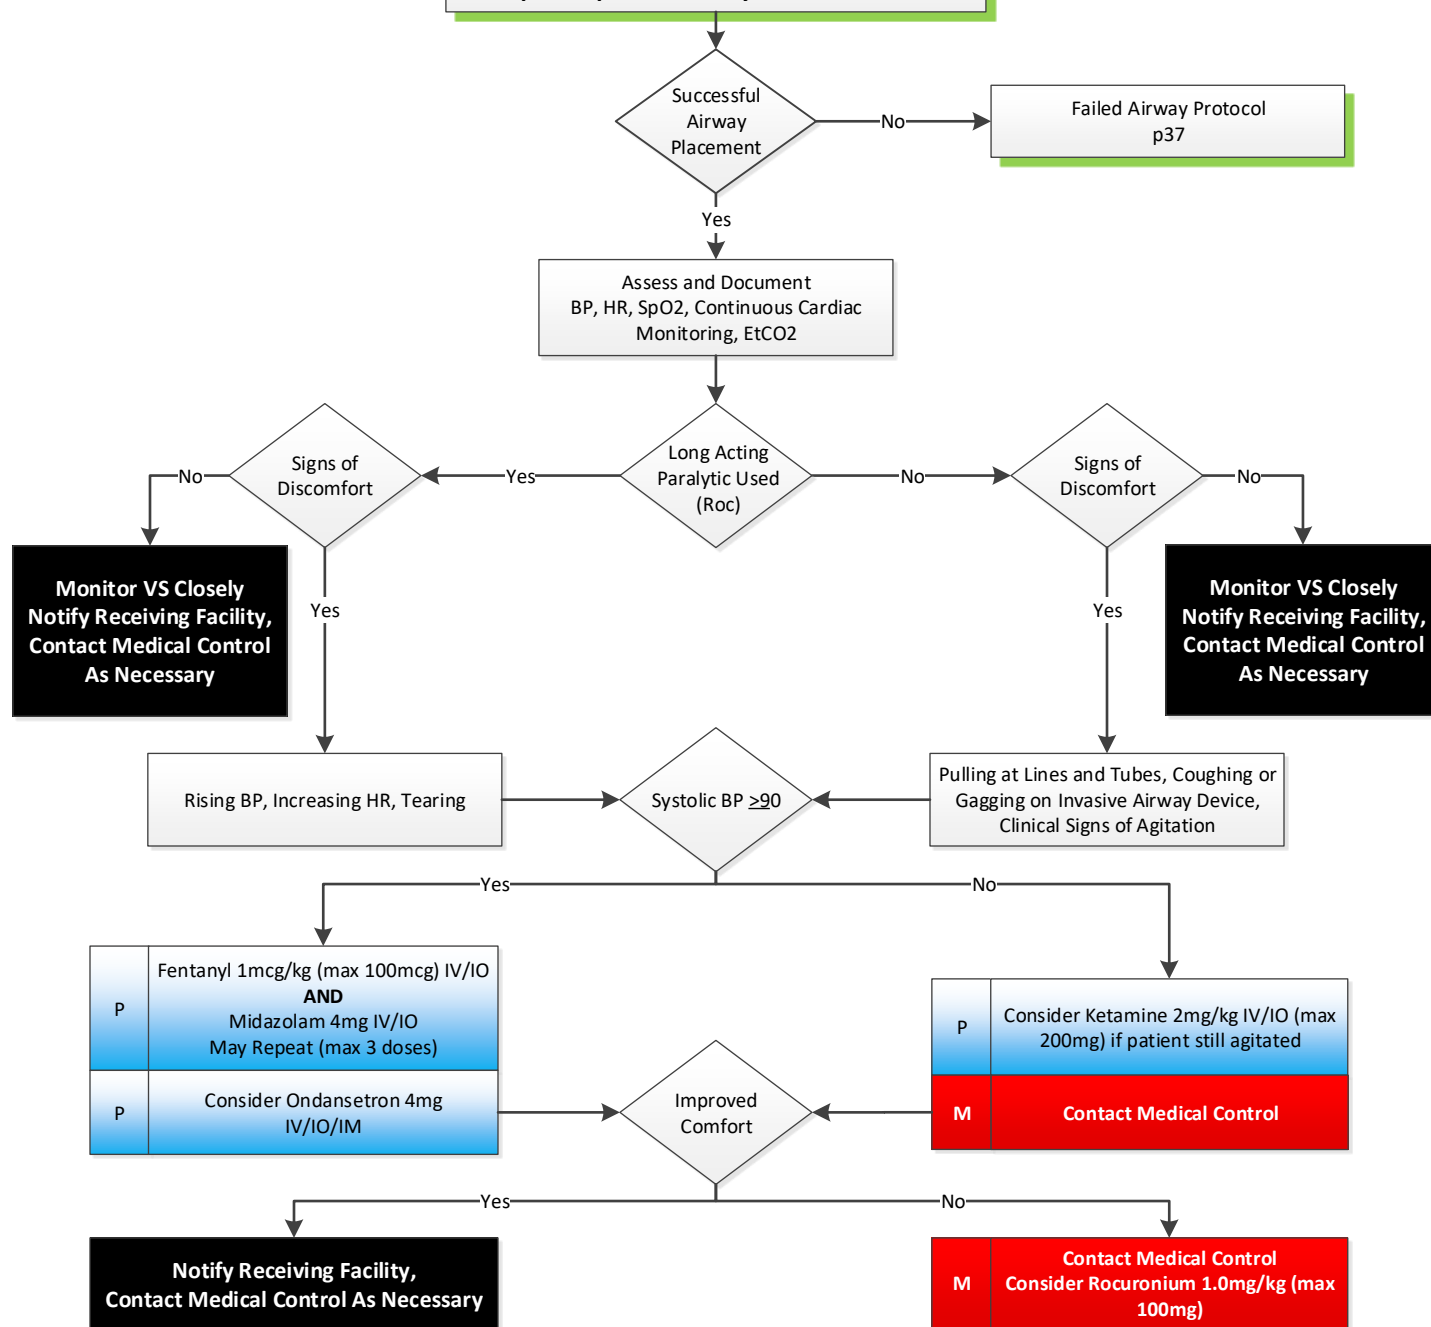 Successful
Airway
Placement
No
Failed Airway Protocol
p37
Yes
Assess and Document
BP, HR, SpO2, Continuous Cardiac
Monitoring, EtCO2
No
Signs of
Discomfort
Yes
Long Acting
Paralytic Used
(Roc)
No
Signs of
Discomfort
No
Monitor VS Closely
Notify Receiving Facility,
Contact Medical Control
As Necessary
Yes
Yes
Monitor VS Closely
Notify Receiving Facility,
Contact Medical Control
As Necessary
Rising BP, Increasing HR, Tearing
Systolic BP >90
Pulling at Lines and Tubes, Coughing or
Gagging on Invasive Airway Device,
Clinical Signs of Agitation
Yes
No
P
Fentanyl 1mcg/kg (max 100mcg) IV/IO
AND
Midazolam 4mg IV/IO
May Repeat (max 3 doses)
P
Consider Ondansetron 4mg
IV/IO/IM
P
Consider Ketamine 2mg/kg IV/IO (max
200mg) if patient still agitated
M
Contact Medical Control
Improved
Comfort
Yes
No
Notify Receiving Facility,
Contact Medical Control As Necessary
M
Contact Medical Control
Consider Rocuronium 1.0mg/kg (max
100mg)